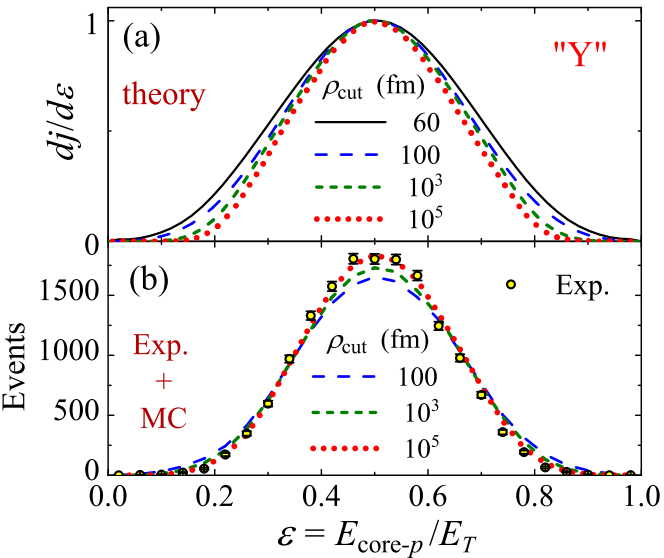 (a)
"Y"
theory
ρcut (fm)
60
100
10³
10⁵
dj/dε
1
0
(b)
Exp.
Exp.
+
MC
ρcut (fm)
100
10³
10⁵
Events
1500
1000
500
0
0.0 0.2 0.4 0.6 0.8 1.0
ε = Ecore-p/ET